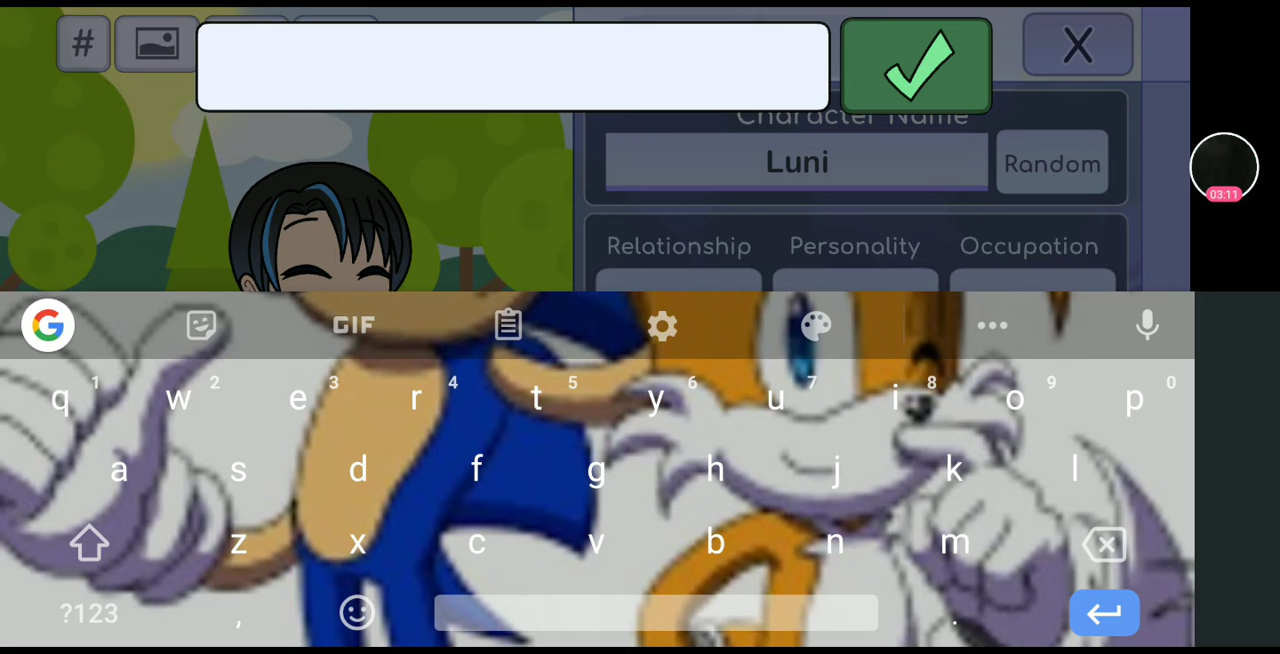 #
X
Character Name
Luni
Random
03:11
Relationship Personality Occupation
G GIF
q 1 w 2 e 3 r 4 t 5 y 6 u 7 i 8 o 9 p 0
a s d f g h j k l
z x c v b n m
?123 , .